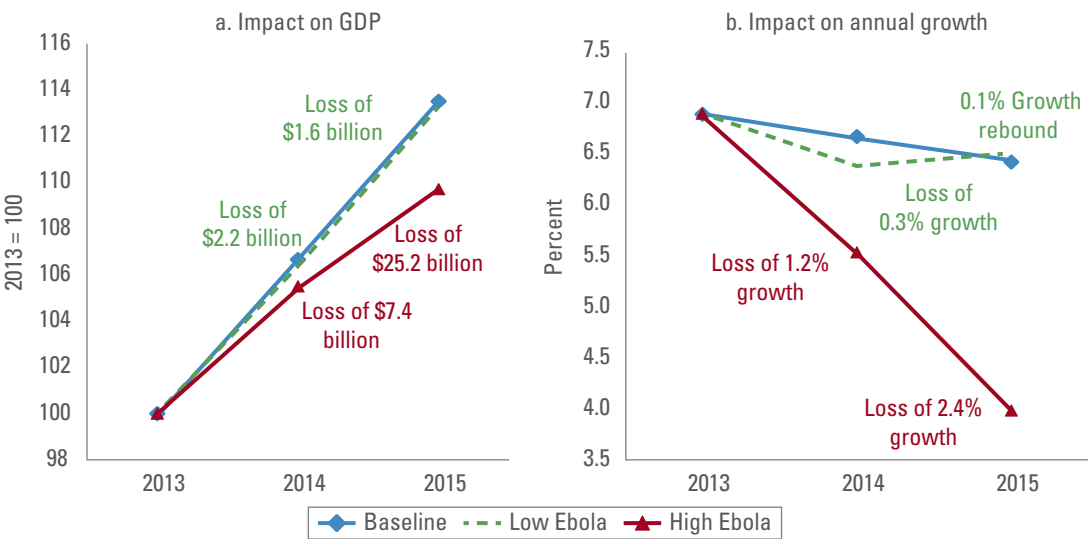 a. Impact on GDP
116
114
112
110
108
106
104
102
100
98
2013 = 100
Loss of
$1.6 billion
Loss of
$2.2 billion
Loss of
$25.2 billion
Loss of $7.4
billion
2013
2014
2015
b. Impact on annual growth
7.5
7.0
6.5
6.0
5.5
5.0
4.5
4.0
3.5
Percent
0.1% Growth
rebound
Loss of
0.3% growth
Loss of 1.2%
growth
Loss of 2.4%
growth
2013
2014
2015
Baseline
Low Ebola
High Ebola